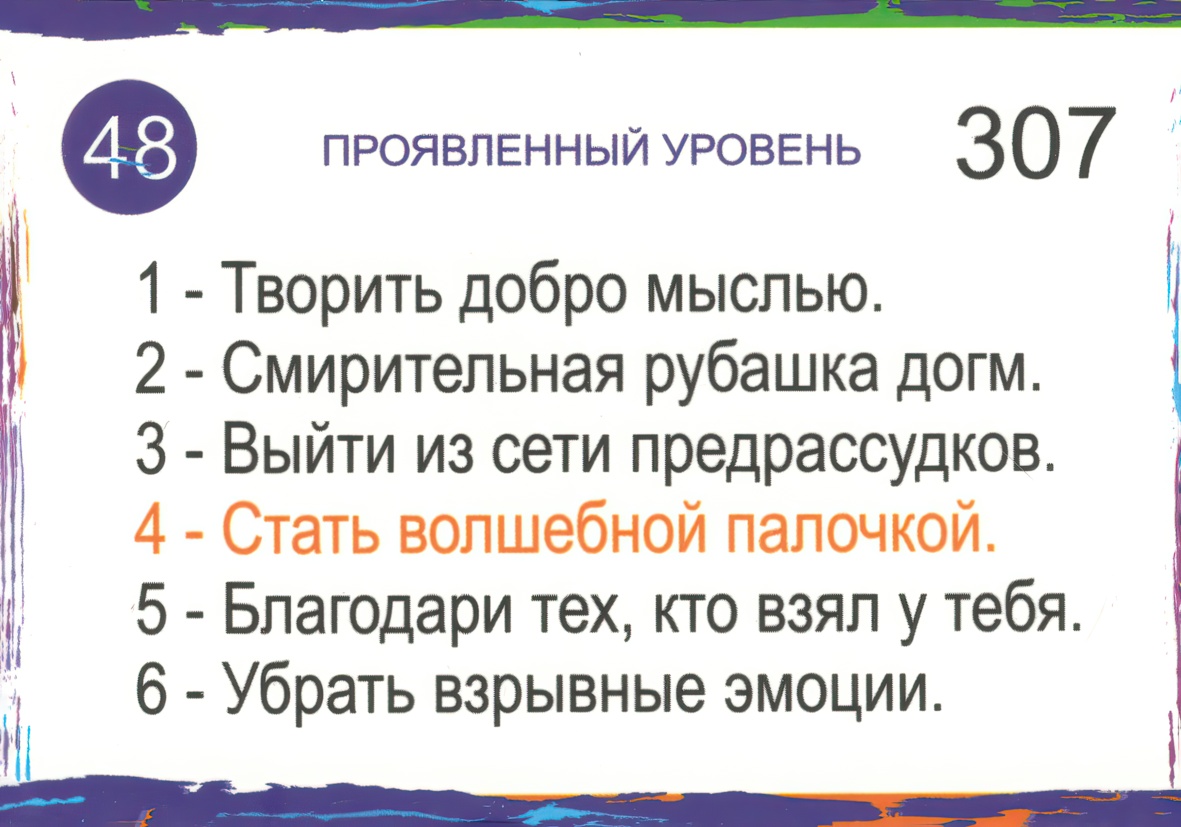 48
ПРОЯВЛЕННЫЙ УРОВЕНЬ
307
1 - Творить добро мыслью.
2 - Смирительная рубашка догм.
3 - Выйти из сети предрассудков.
4 - Стать волшебной палочкой.
5 - Благодари тех, кто взял у тебя.
6 - Убрать взрывные эмоции.